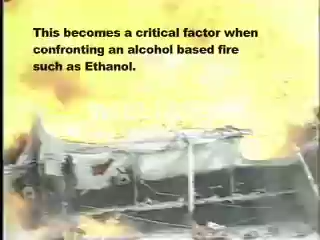 This becomes a critical factor when
confronting an alcohol based fire
such as Ethanol.